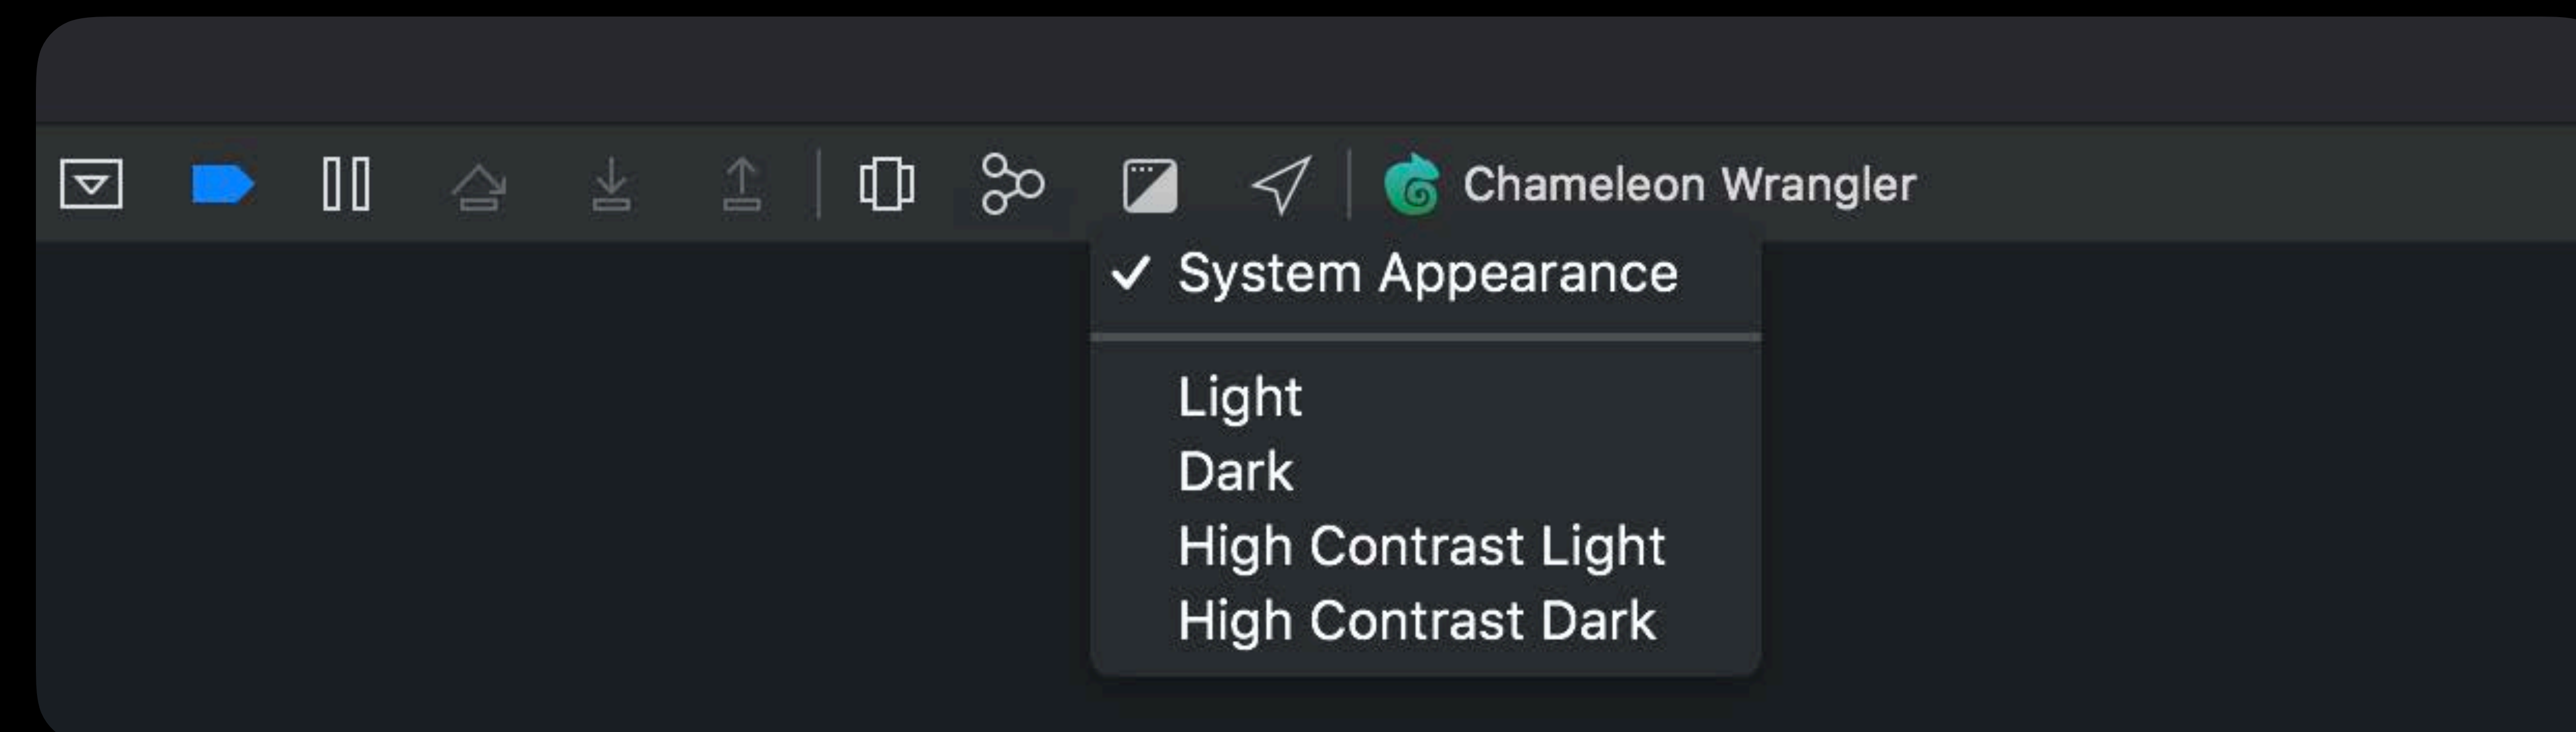 Chameleon Wrangler
System Appearance
Light
Dark
High Contrast Light
High Contrast Dark